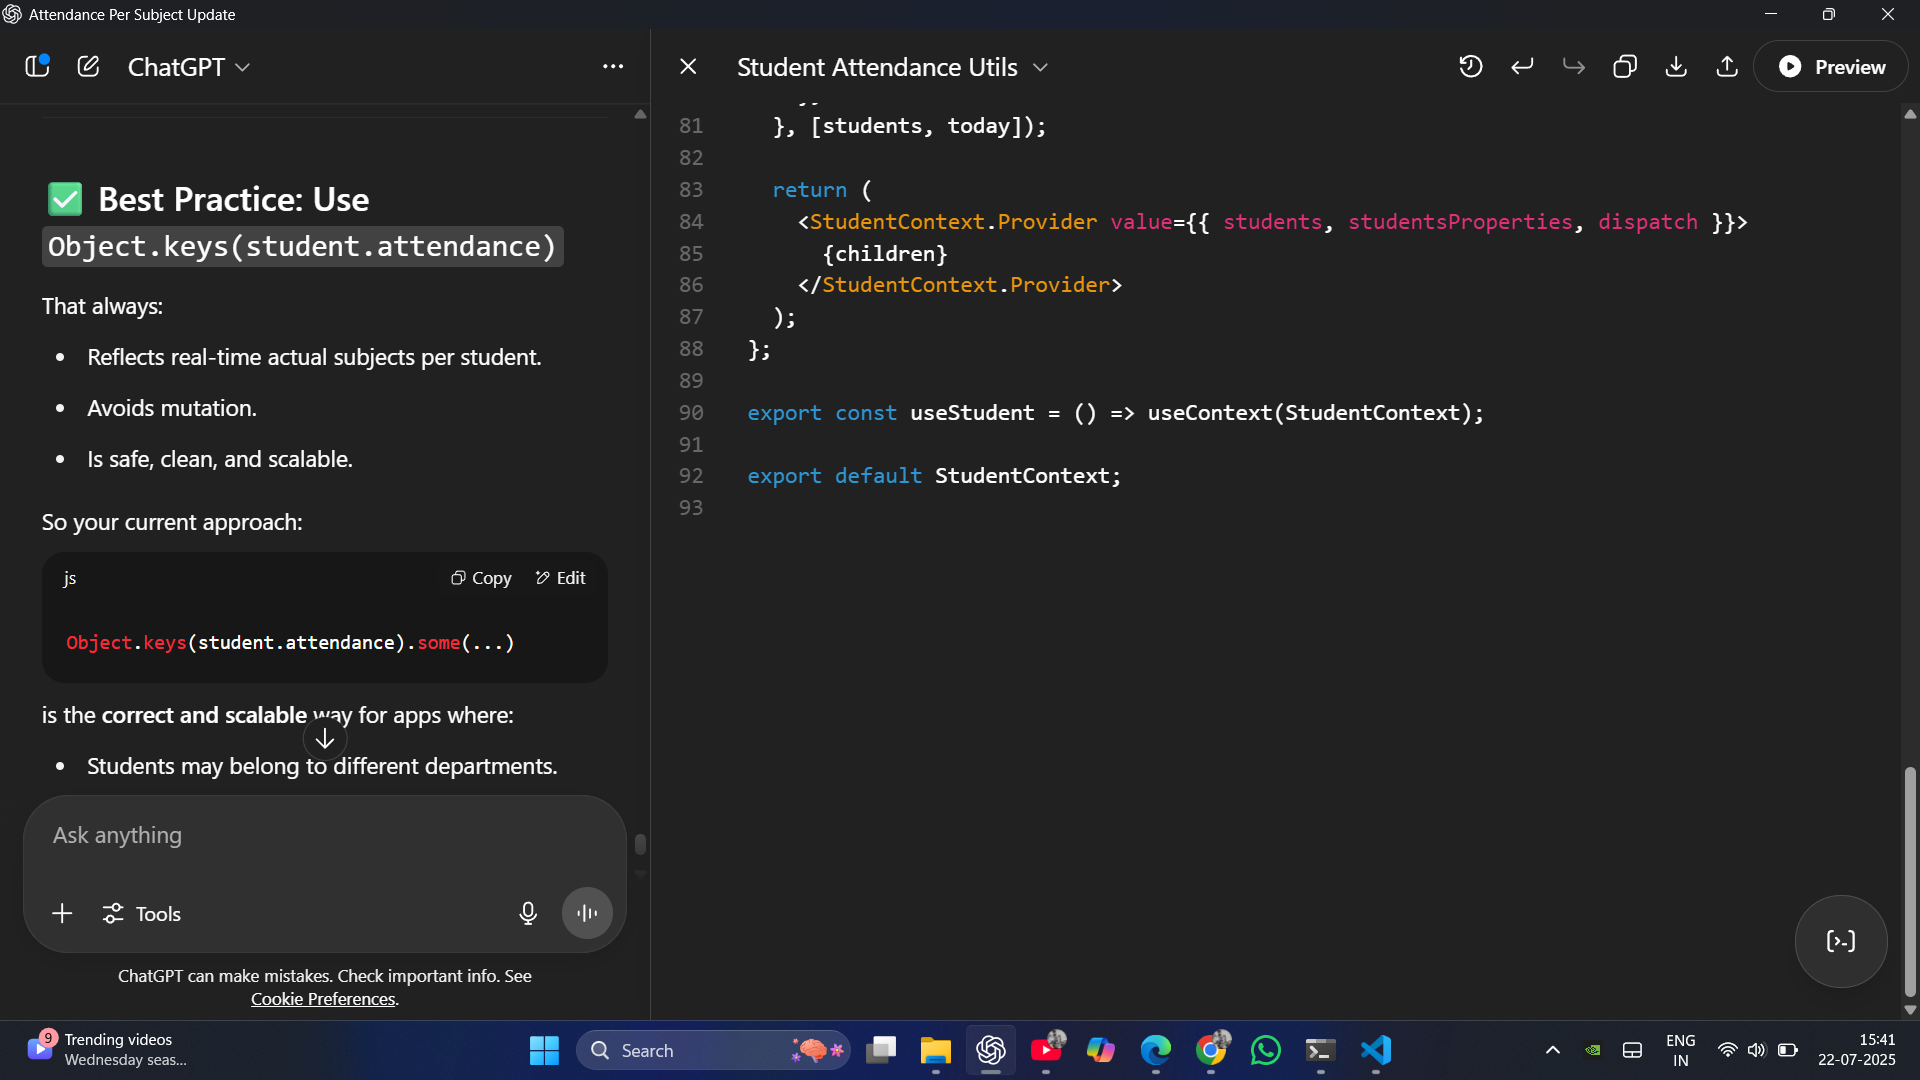 Attendance Per Subject Update
ChatGPT
Best Practice: Use
Object.keys(student.attendance)
That always:
• Reflects real-time actual subjects per student.
• Avoids mutation.
• Is safe, clean, and scalable.
So your current approach:
js
Copy
Edit
Object.keys(student.attendance).some(...)
is the correct and scalable way for apps where:
• Students may belong to different departments.
Ask anything
Tools
ChatGPT can make mistakes. Check important info. See
Cookie Preferences.
Student Attendance Utils
Preview
81 }, [students, today]);
82
83 return (
84 <StudentContext.Provider value={{ students, studentsProperties, dispatch }}>
85 {children}
86 </StudentContext.Provider>
87 );
88 };
89
90 export const useStudent = () => useContext(StudentContext);
91
92 export default StudentContext;
93
9
Trending videos
Wednesday seas...
Search
ENG
IN
15:41
22-07-2025